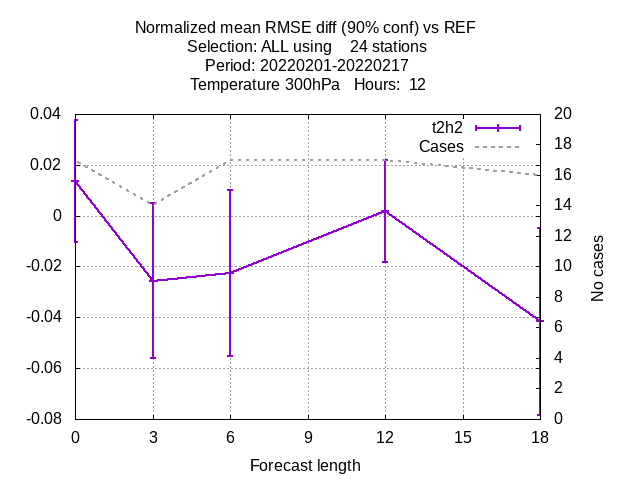 Normalized mean RMSE diff (90% conf) vs REF
Selection: ALL using    24 stations
Period: 20220201-20220217
Temperature 300hPa   Hours:  12
t2h2
Cases
0.04
0.02
0
-0.02
-0.04
-0.06
-0.08
20
18
16
14
12
10
8
6
4
2
0
No cases
0 3 6 9 12 15 18
Forecast length